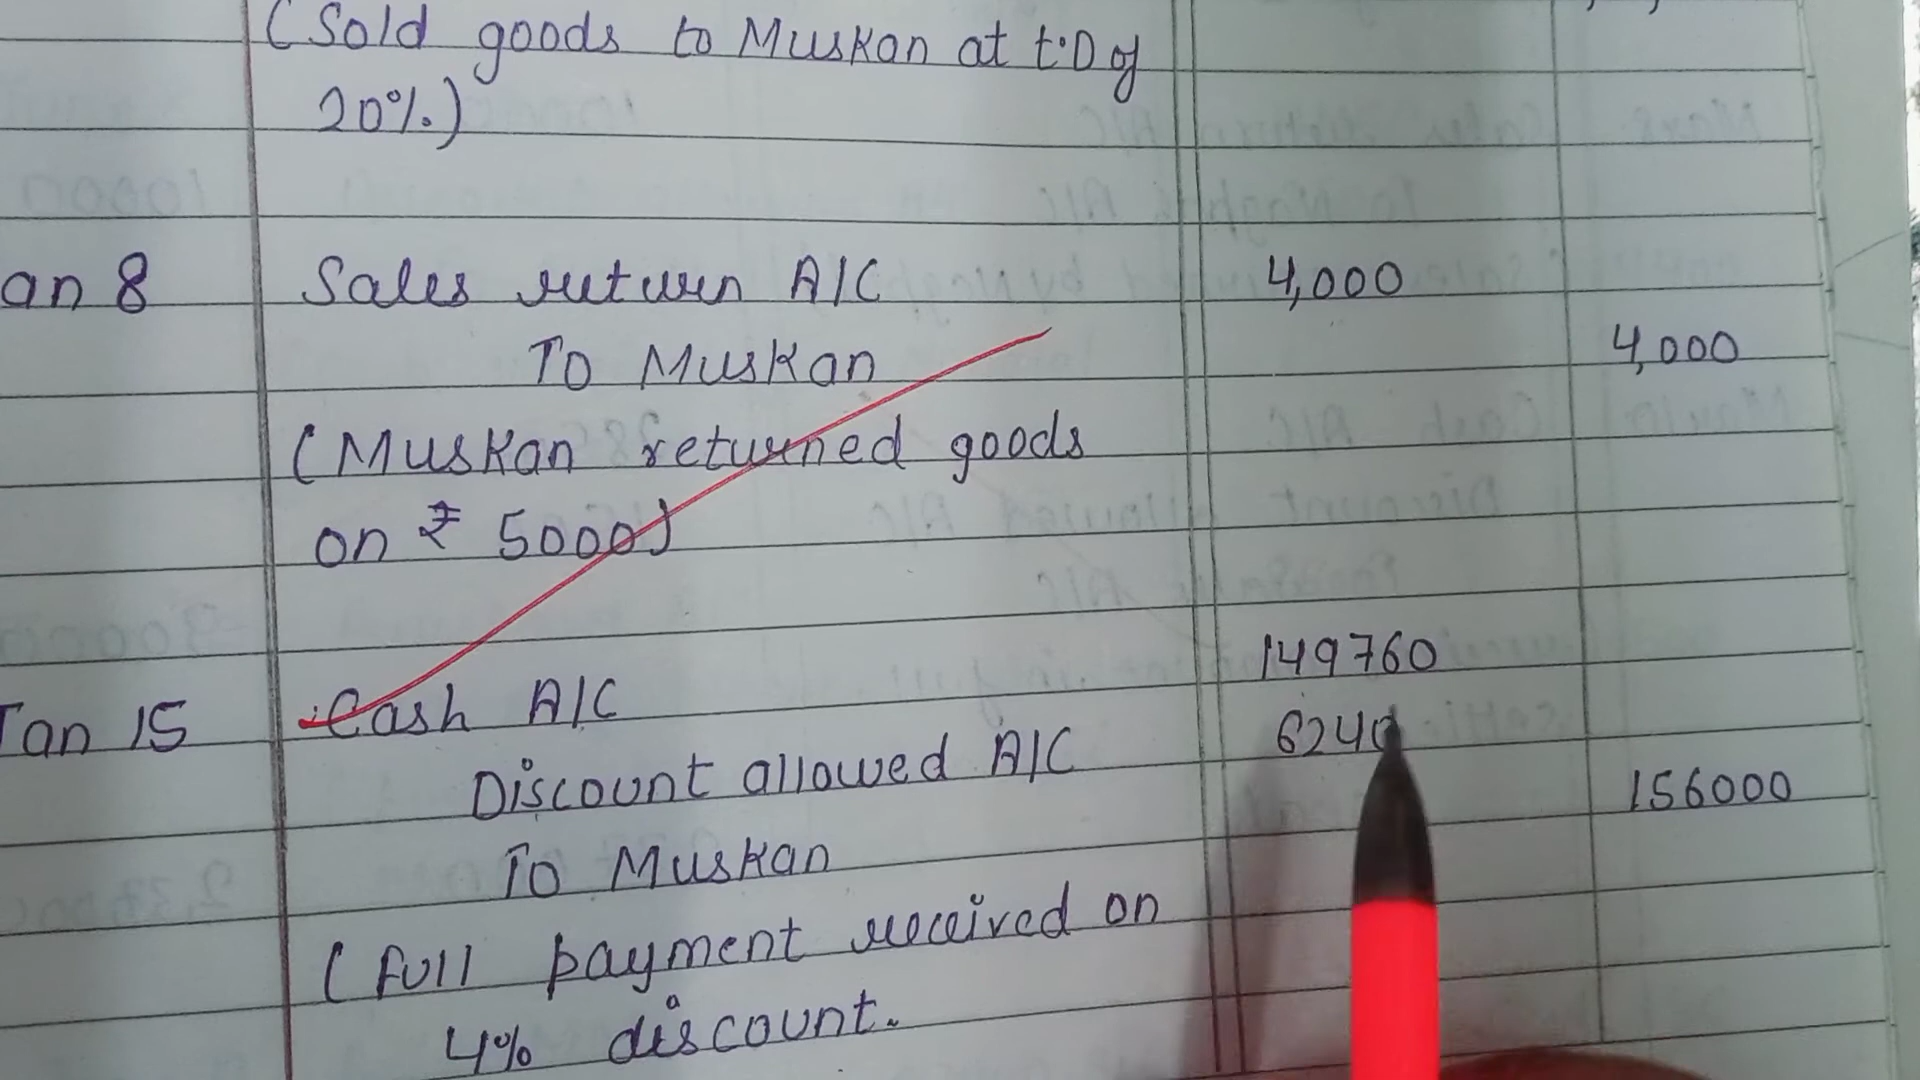 (Sold goods to Muskan at t.D of
20%.)
an 8 Sales return A/C 4,000
To Muskan 4,000
(Muskan returned goods
on ₹ 5000)
Jan 15 Cash A/C 149760
Discount allowed A/C 6240
To Muskan 156000
(Full payment received on
4% discount.